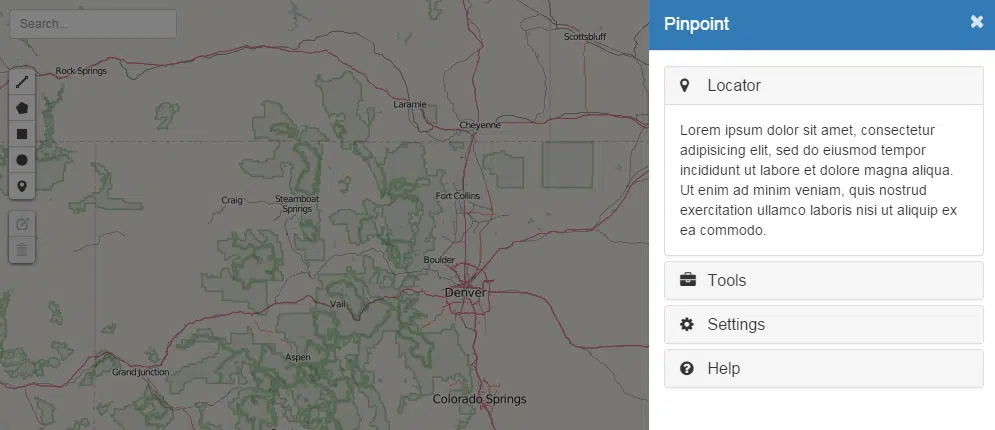 Search...
Scottsbluff
Rock Springs
Laramie
Cheyenne
Craig
Steamboat
Springs
Fort Collins
Boulder
Denver
Vail
Aspen
Grand Junction
Colorado Springs
Pinpoint
Locator
Lorem ipsum dolor sit amet, consectetur
adipisicing elit, sed do eiusmod tempor
incididunt ut labore et dolore magna aliqua.
Ut enim ad minim veniam, quis nostrud
exercitation ullamco laboris nisi ut aliquip ex
ea commodo.
Tools
Settings
Help